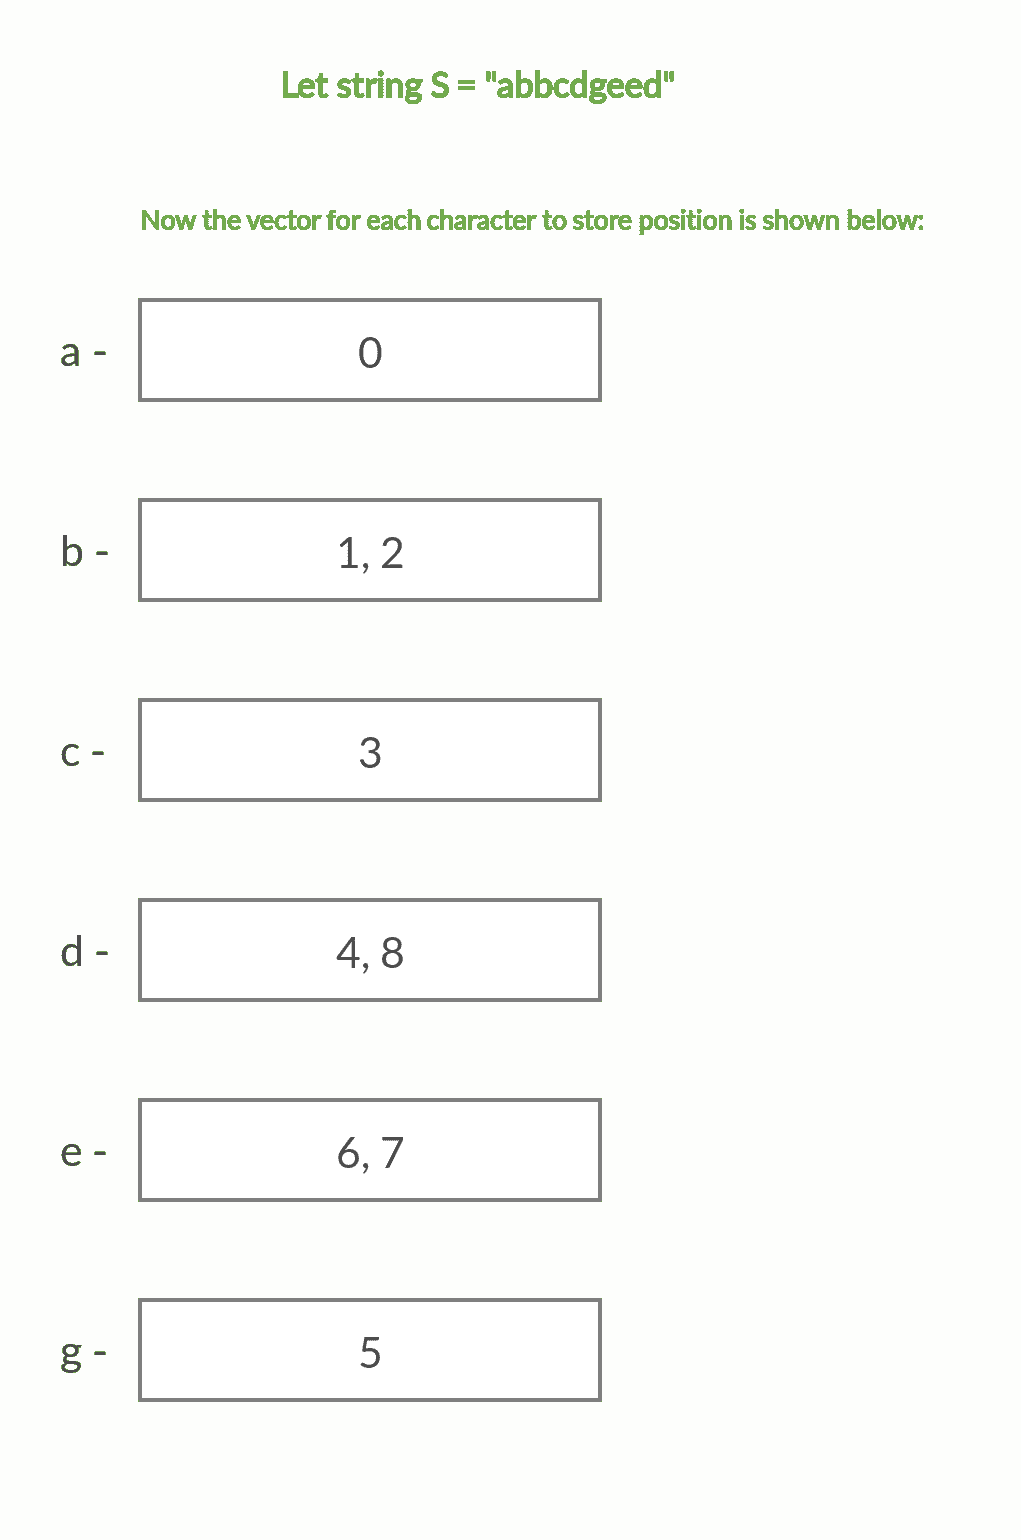 Let string S = "abbcdgeed"
Now the vector for each character to store position is shown below:
a - 0
b - 1, 2
c - 3
d - 4, 8
e - 6, 7
g - 5